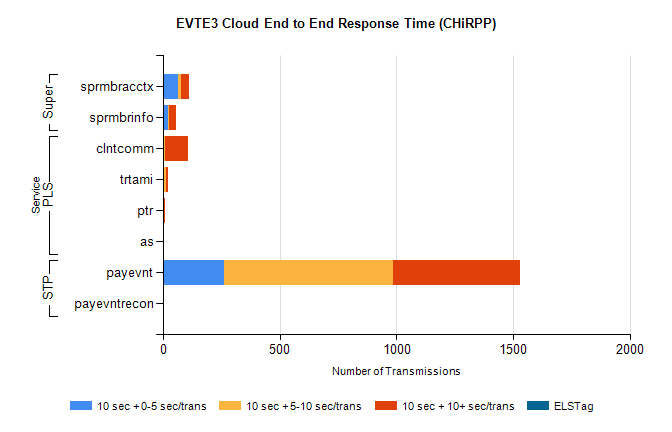 EVTE3 Cloud End to End Response Time (CHiRPP)
Super
sprmbracctx
sprmbrinfo
Service
PLS
clntcomm
trtami
ptr
as
STP
payevnt
payevntrecon
0 500 1000 1500 2000
Number of Transmissions
10 sec +0-5 sec/trans 10 sec +5-10 sec/trans 10 sec + 10+ sec/trans ELSTag